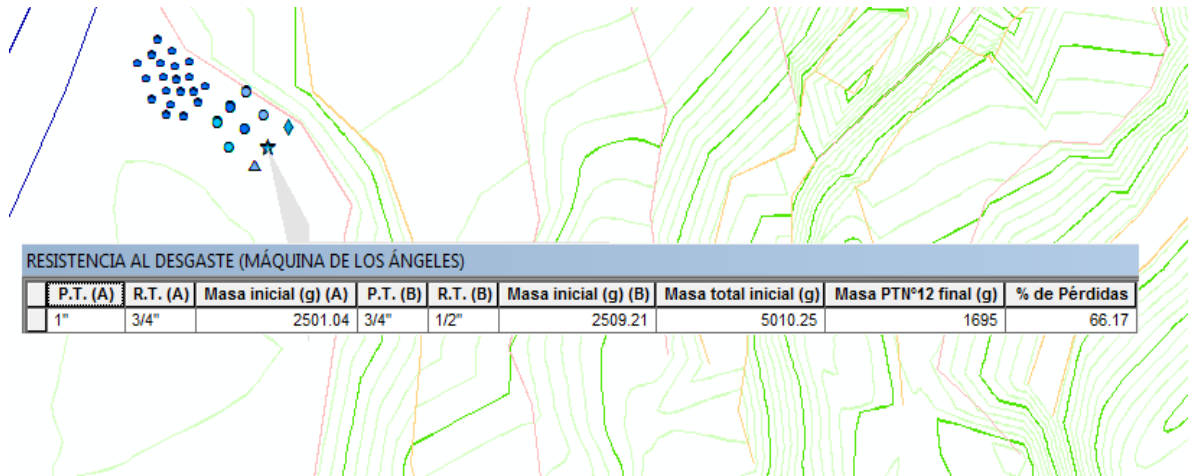 RESISTENCIA AL DESGASTE (MÁQUINA DE LOS ÁNGELES)
P.T. (A) R.T. (A) Masa inicial (g) (A) P.T. (B) R.T. (B) Masa inicial (g) (B) Masa total inicial (g) Masa PTNº12 final (g) % de Pérdidas
1" 3/4" 2501.04 3/4" 1/2" 2509.21 5010.25 1695 66.17